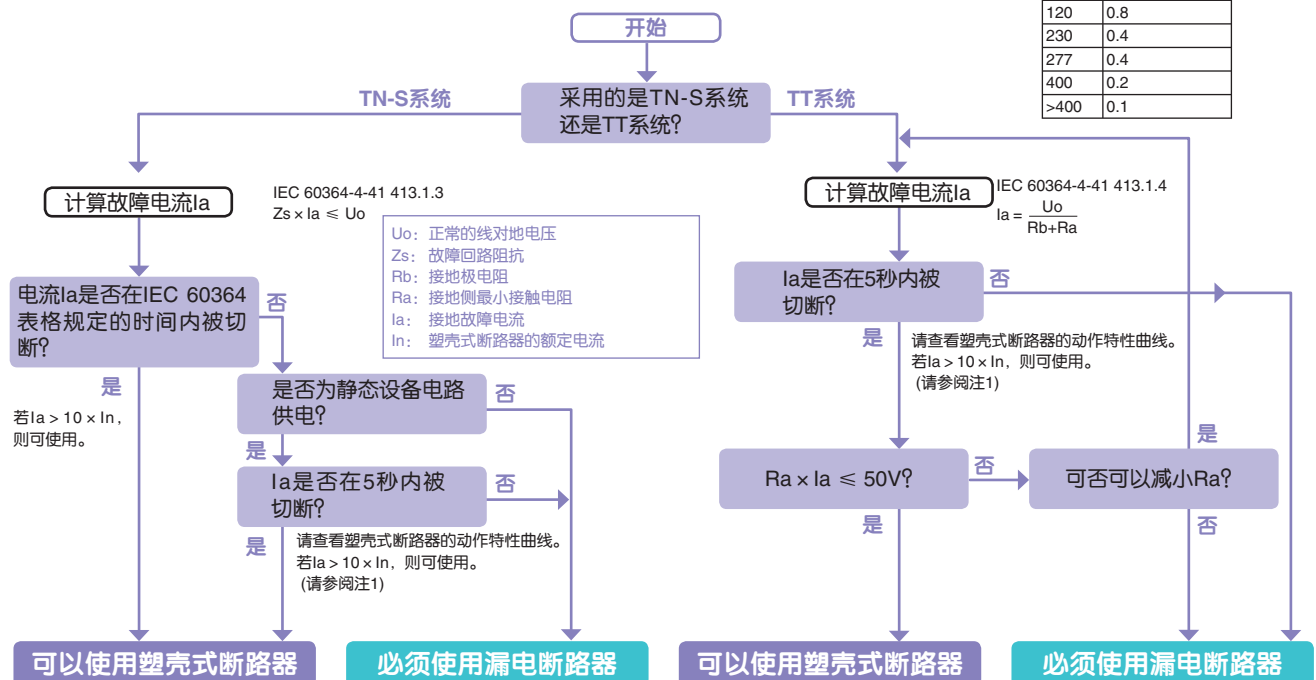 开始
120 0.8
230 0.4
277 0.4
400 0.2
>400 0.1
采用的是TN-S系统
还是TT系统?
TN-S系统
TT系统
计算故障电流Ia
IEC 60364-4-41 413.1.3
Zs × Ia ≤ Uo
Uo：正常的线对地电压
Zs：故障回路阻抗
Rb：接地极电阻
Ra：接地侧最小接触电阻
Ia：接地故障电流
In：塑壳式断路器的额定电流
电流Ia是否在IEC 60364
表格规定的时间内被切
断?
否
是
若Ia > 10 × In，
则可使用。
是否为静态设备电路
供电?
否
是
Ia是否在5秒内被
切断?
否
是
请查看塑壳式断路器的动作特性曲线。
若Ia > 10 × In，则可使用。
(请参阅注1)
可以使用塑壳式断路器
必须使用漏电断路器
计算故障电流Ia
IEC 60364-4-41 413.1.4
Ia = Uo
Rb+Ra
Ia是否在5秒内被
切断?
否
是
请查看塑壳式断路器的动作特性曲线。
若Ia > 10 × In，则可使用。
(请参阅注1)
Ra × Ia ≤ 50V?
否
是
可否可以减小Ra?
是
否
可以使用塑壳式断路器
必须使用漏电断路器